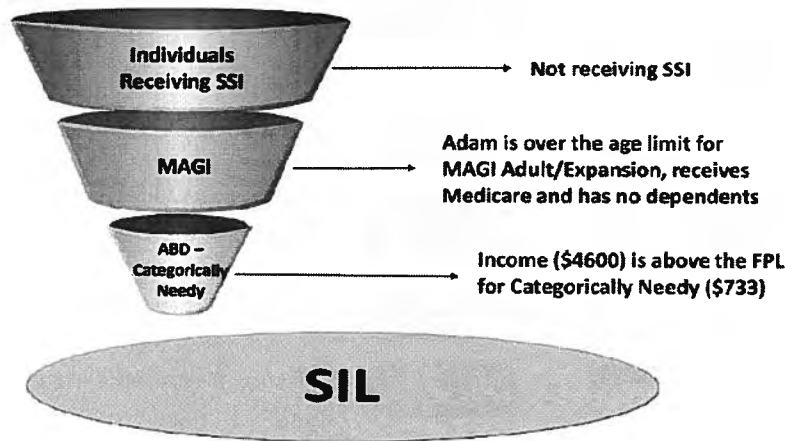 Individuals
Receiving SSI
Not receiving SSI
MAGI
Adam is over the age limit for
MAGI Adult/Expansion, receives
Medicare and has no dependents
ABD –
Categorically
Needy
Income ($4600) is above the FPL
for Categorically Needy ($733)
SIL